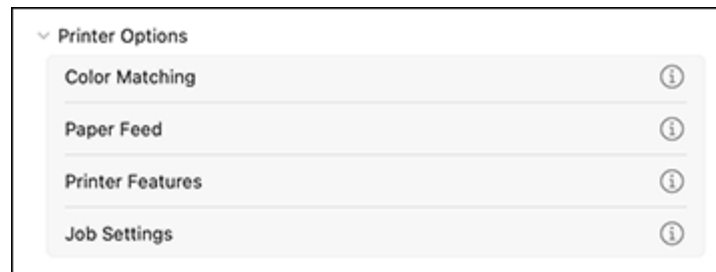 Printer Options
Color Matching
Paper Feed
Printer Features
Job Settings